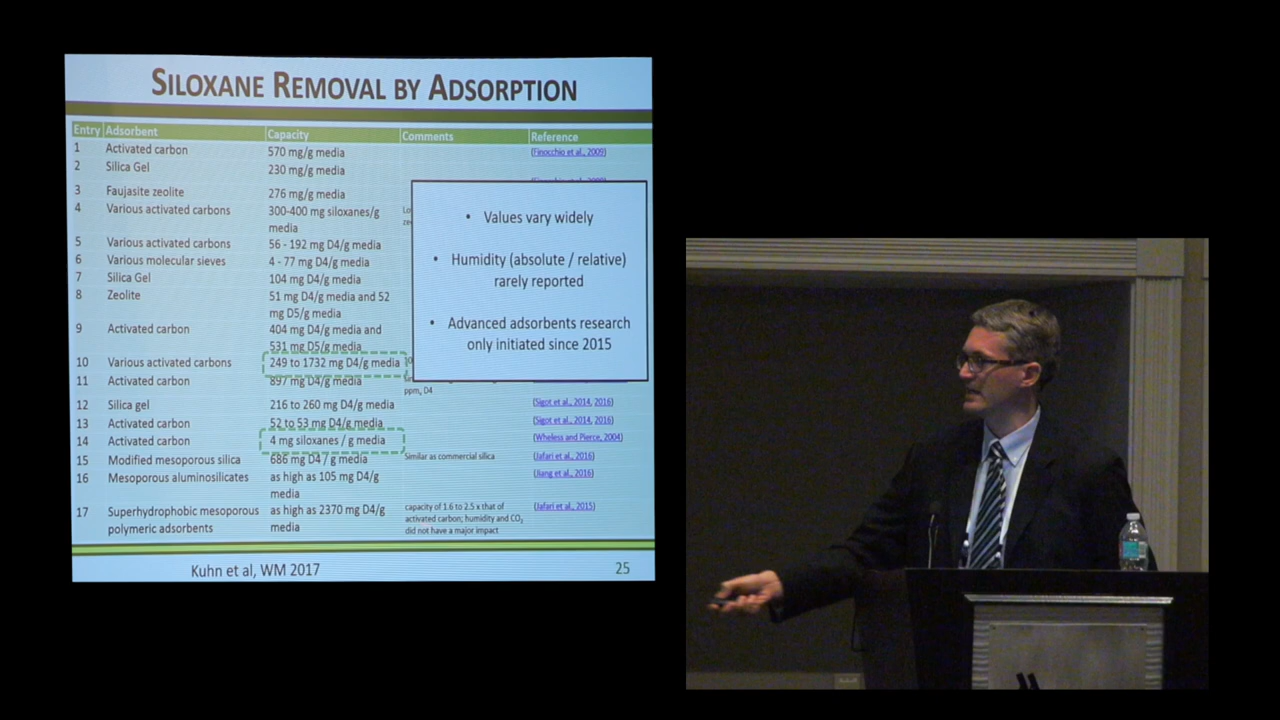 SILOXANE REMOVAL BY ADSORPTION
Entry Adsorbent Capacity Comments Reference
1 Activated carbon 570 mg/g media (Finocchio et al., 2009)
2 Silica Gel 230 mg/g media
3 Faujasite zeolite 276 mg/g media
4 Various activated carbons 300-400 mg siloxanes/g
media
5 Various activated carbons 56 - 192 mg D4/g media
6 Various molecular sieves 4 - 77 mg D4/g media
7 Silica Gel 104 mg D4/g media
8 Zeolite 51 mg D4/g media and 52
mg D5/g media
9 Activated carbon 404 mg D4/g media and
531 mg D5/g media
10 Various activated carbons 249 to 1732 mg D4/g media
11 Activated carbon 897 mg D4/g media
ppm, D4
12 Silica gel 216 to 260 mg D4/g media (Sigot et al., 2014, 2016)
13 Activated carbon 52 to 53 mg D4/g media (Sigot et al., 2014, 2016)
14 Activated carbon 4 mg siloxanes / g media (Wheless and Pierce, 2004)
15 Modified mesoporous silica 686 mg D4 / g media Similar as commercial silica (Jafari et al., 2016)
16 Mesoporous aluminosilicates as high as 105 mg D4/g (Jiang et al., 2016)
media
17 Superhydrophobic mesoporous as high as 2370 mg D4/g capacity of 1.6 to 2.5 x that of (Jafari et al., 2015)
polymeric adsorbents media activated carbon; humidity and CO2
did not have a major impact
• Values vary widely
• Humidity (absolute / relative)
rarely reported
• Advanced adsorbents research
only initiated since 2015
Kuhn et al, WM 2017 25